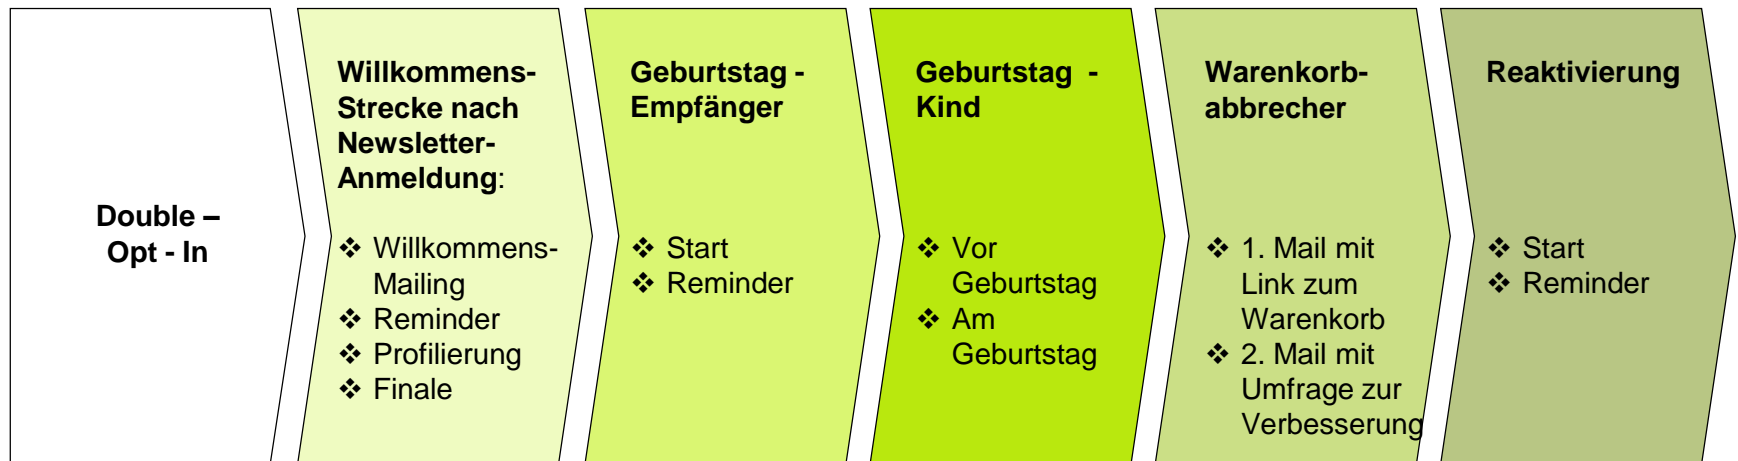 Double –
Opt - In
Willkommens-
Strecke nach
Newsletter-
Anmeldung:
❖ Willkommens-
Mailing
❖ Reminder
❖ Profilierung
❖ Finale
Geburtstag -
Empfänger
❖ Start
❖ Reminder
Geburtstag -
Kind
❖ Vor
Geburtstag
❖ Am
Geburtstag
Warenkorb-
abbrecher
❖ 1. Mail mit
Link zum
Warenkorb
❖ 2. Mail mit
Umfrage zur
Verbesserung
Reaktivierung
❖ Start
❖ Reminder